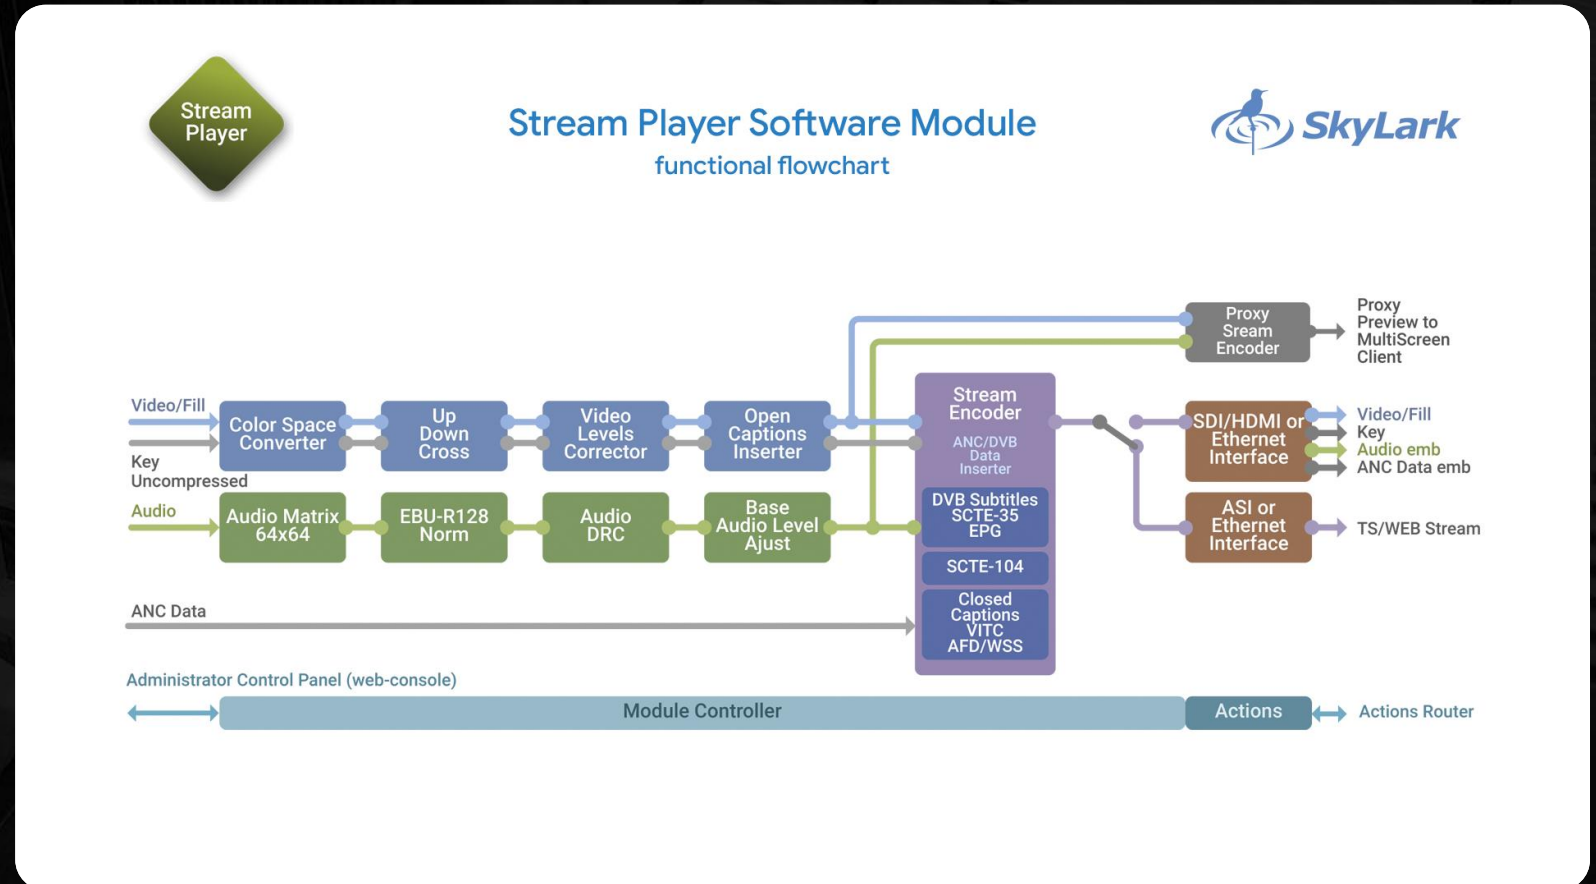 Stream
Player
Stream Player Software Module
functional flowchart
SkyLark
Proxy
Sream
Encoder
Proxy
Preview to
MultiScreen
Client
Video/Fill
Key
Uncompressed
Color Space
Converter
Up
Down
Cross
Video
Levels
Corrector
Open
Captions
Inserter
Stream
Encoder
ANC/DVB
Data
Inserter
DVB Subtitles
SCTE-35
EPG
SCTE-104
Closed
Captions
VITC
AFD/WSS
SDI/HDMI or
Ethernet
Interface
Video/Fill
Key
Audio emb
ANC Data emb
Audio
Audio Matrix
64x64
EBU-R128
Norm
Audio
DRC
Base
Audio Level
Ajust
ASI or
Ethernet
Interface
TS/WEB Stream
ANC Data
Administrator Control Panel (web-console)
Module Controller
Actions
Actions Router